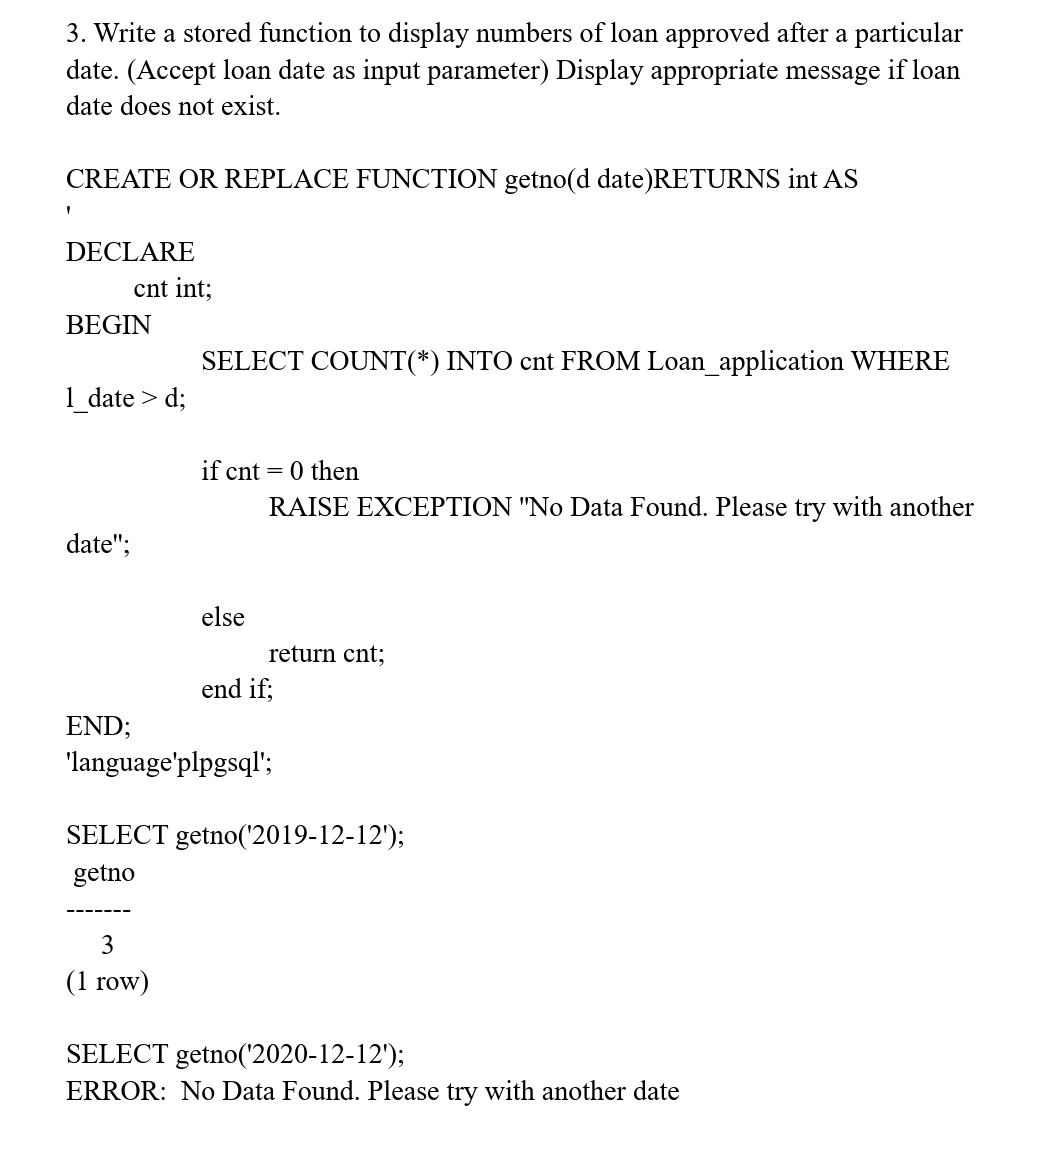 3. Write a stored function to display numbers of loan approved after a particular
date. (Accept loan date as input parameter) Display appropriate message if loan
date does not exist.
CREATE OR REPLACE FUNCTION getno(d date)RETURNS int AS
'
DECLARE
cnt int;
BEGIN
SELECT COUNT(*) INTO cnt FROM Loan_application WHERE
l_date > d;
if cnt = 0 then
RAISE EXCEPTION ''No Data Found. Please try with another
date'';
else
return cnt;
end if;
END;
'language'plpgsql';
SELECT getno('2019-12-12');
getno
-------
3
(1 row)
SELECT getno('2020-12-12');
ERROR:  No Data Found. Please try with another date